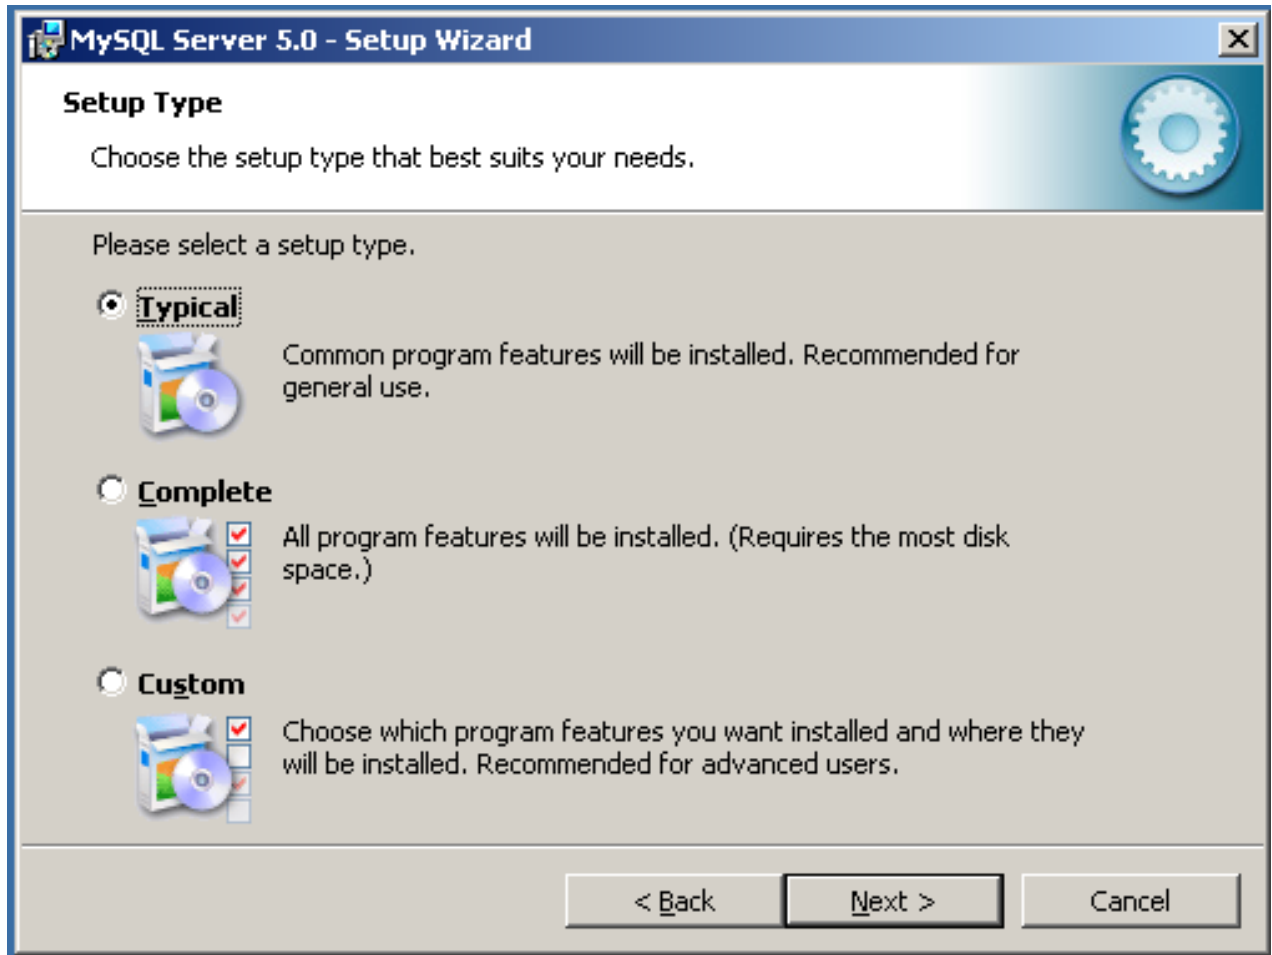 MySQL Server 5.0 - Setup Wizard
Setup Type
Choose the setup type that best suits your needs.
Please select a setup type.
Typical
Common program features will be installed. Recommended for
general use.
Complete
All program features will be installed. (Requires the most disk
space.)
Custom
Choose which program features you want installed and where they
will be installed. Recommended for advanced users.
< Back
Next >
Cancel